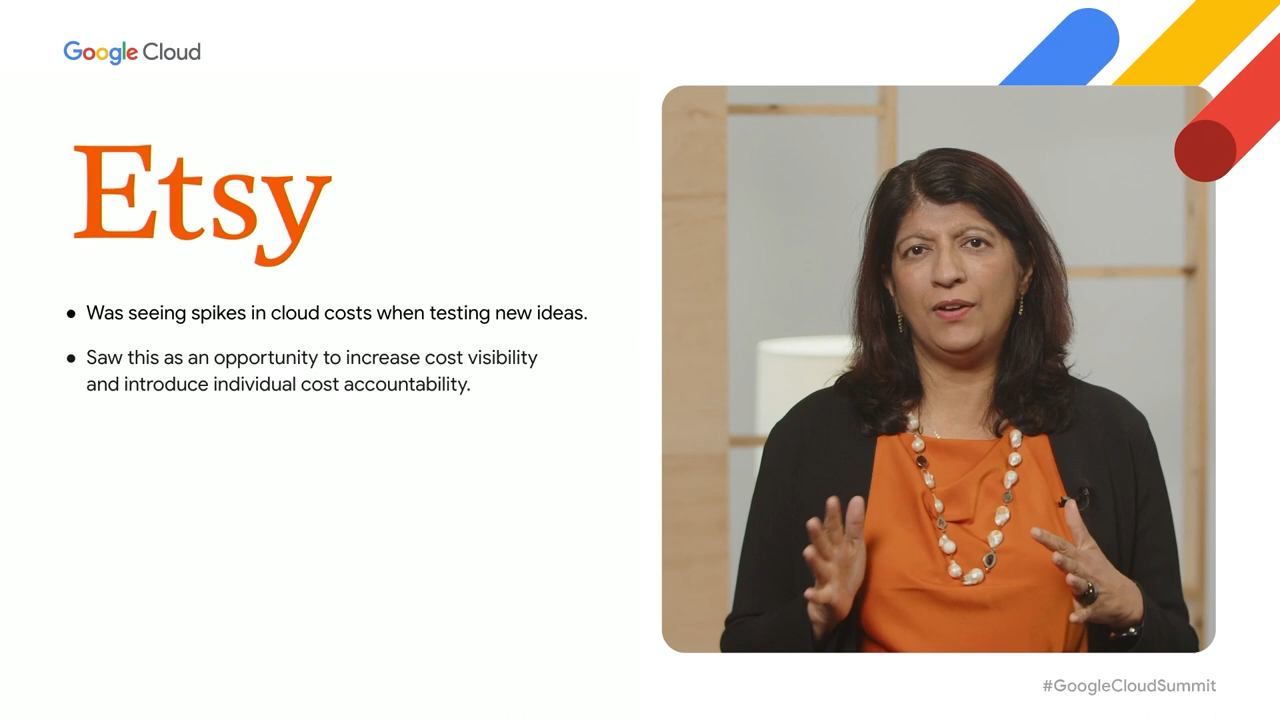 Google Cloud
Etsy
● Was seeing spikes in cloud costs when testing new ideas.
● Saw this as an opportunity to increase cost visibility
and introduce individual cost accountability.
#GoogleCloudSummit